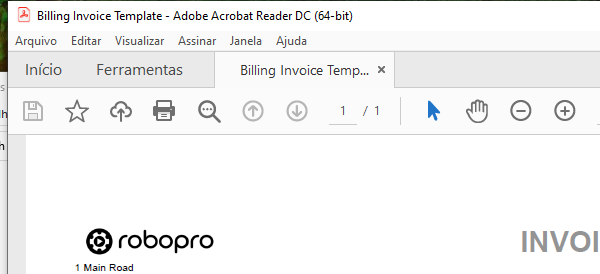 Billing Invoice Template - Adobe Acrobat Reader DC (64-bit)
Arquivo Editar Visualizar Assinar Janela Ajuda
Início Ferramentas Billing Invoice Temp... ×
1 / 1
robopro
INVOI
1 Main Road